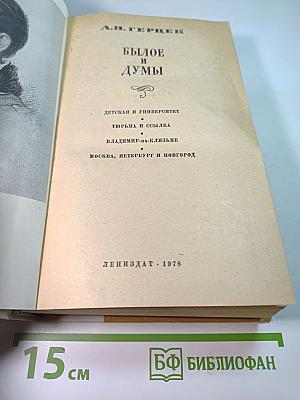 А.И. ГЕРЦЕН
БЫЛОЕ
И
ДУМЫ
ДЕТСКАЯ И УНИВЕРСИТЕТ
ТЮРЬМА И ССЫЛКА
ВЛАДИМИР-на-КЛЯЗЬМЕ
МОСКВА, ПЕТЕРБУРГ И НОВГОРОД
ЛЕНИЗДАТ · 1978
15 см
БФ БИБЛИОФАН